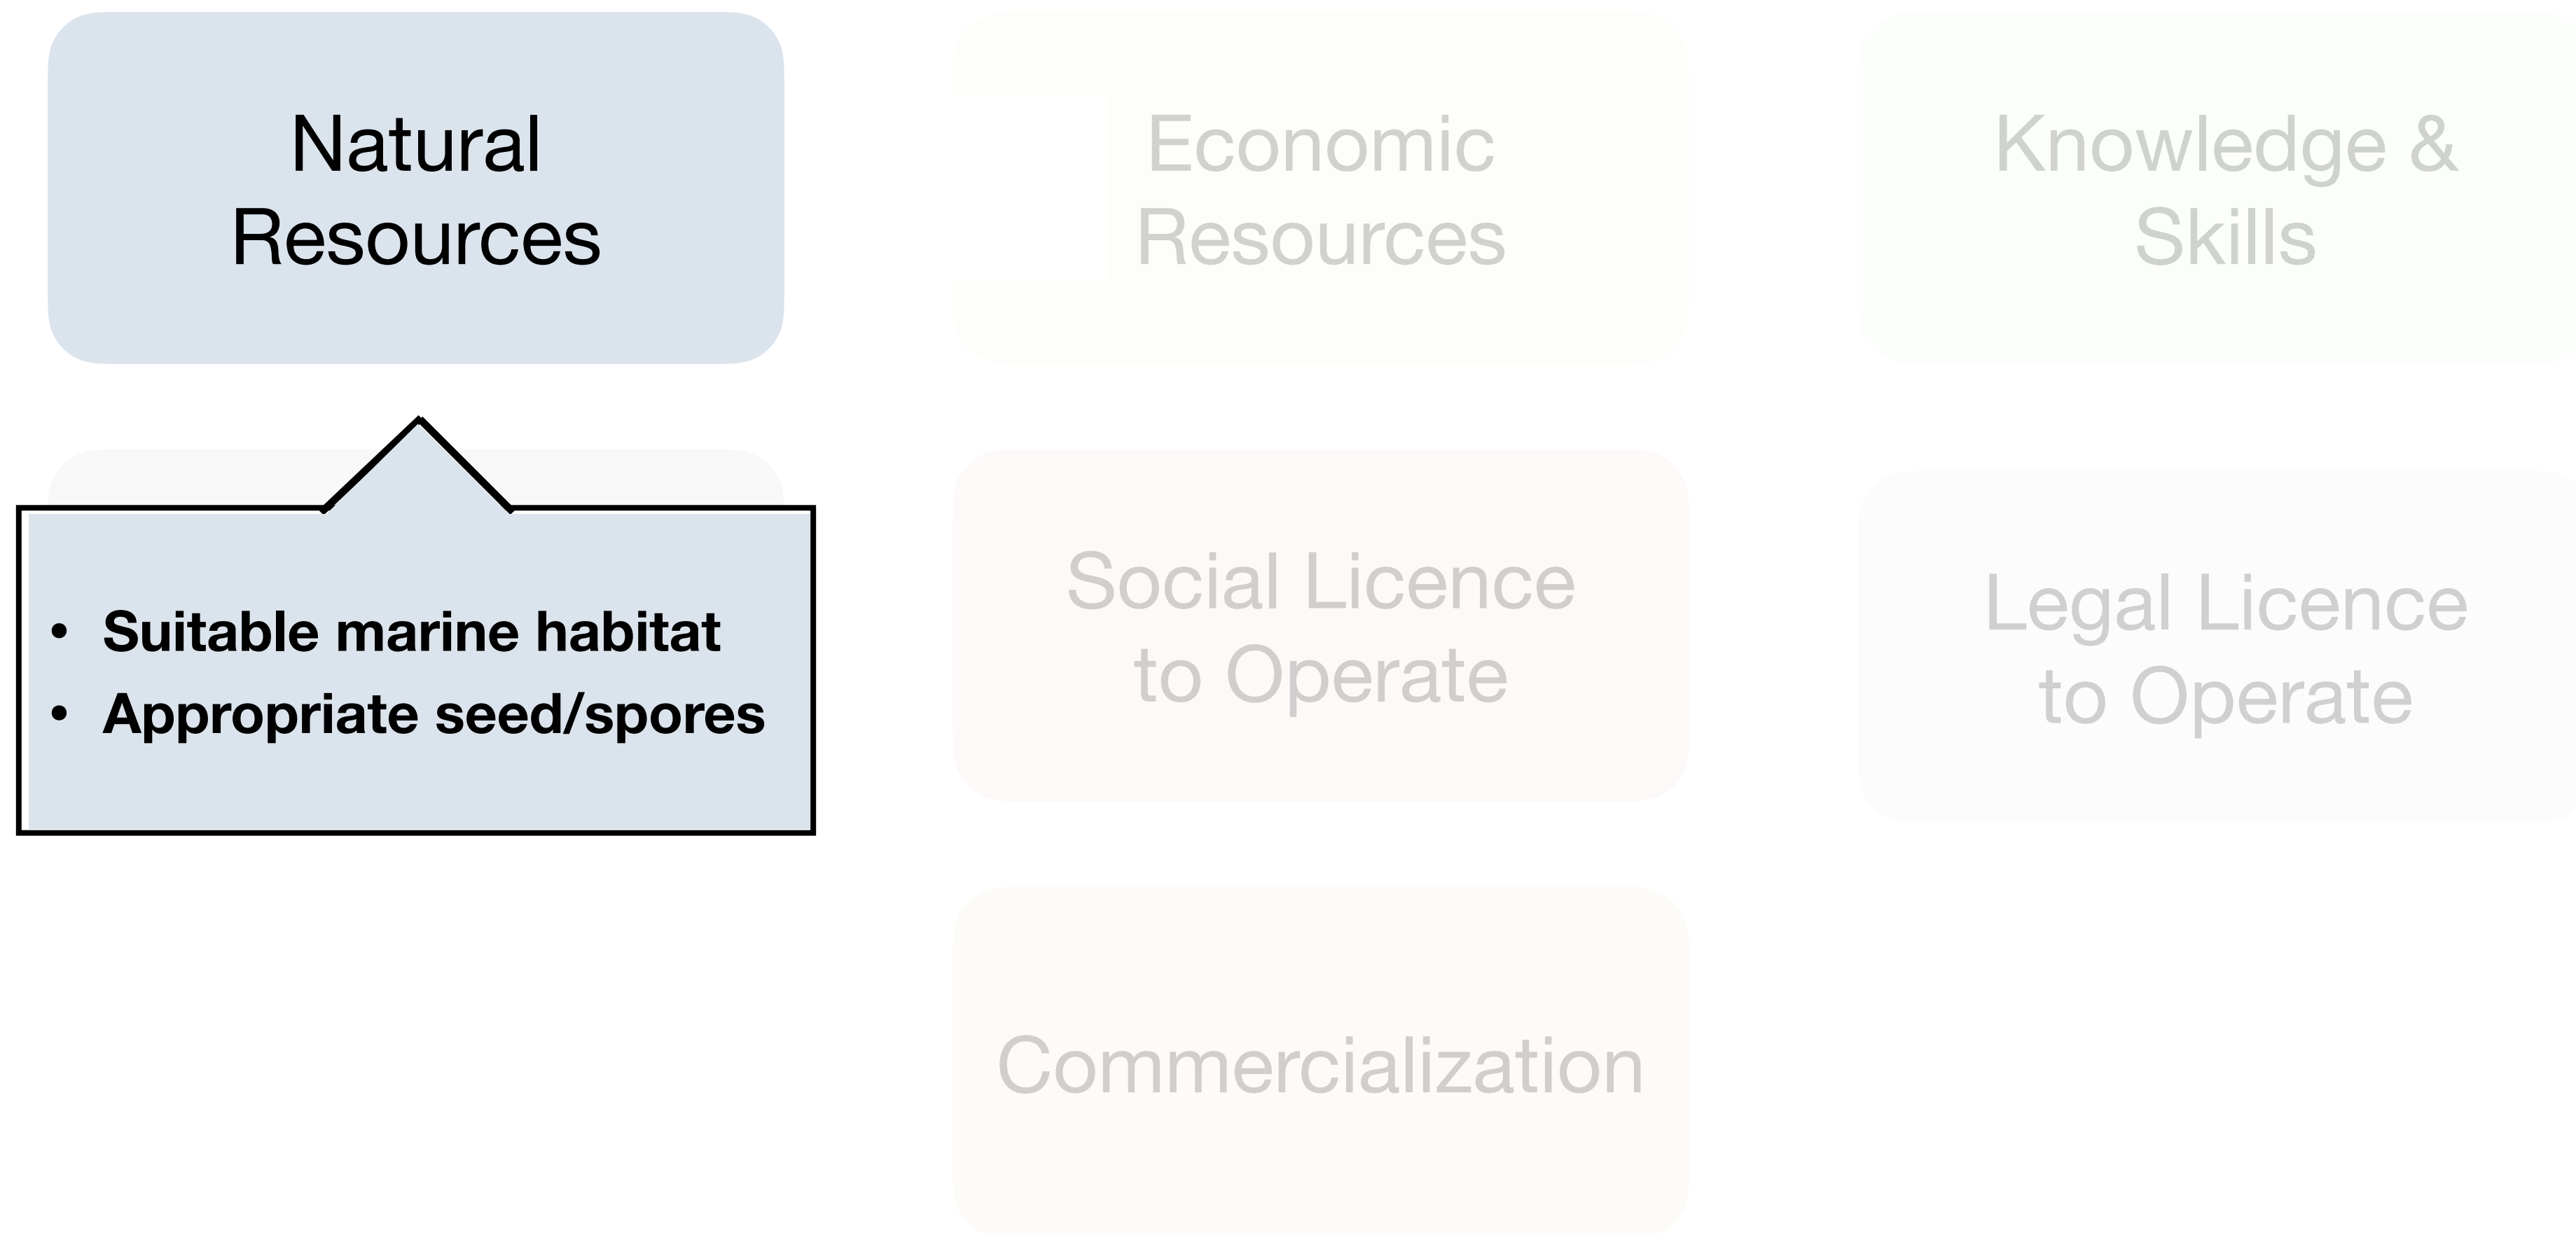 Natural
Resources
Economic
Resources
Knowledge &
Skills
• Suitable marine habitat
• Appropriate seed/spores
Social Licence
to Operate
Legal Licence
to Operate
Commercialization